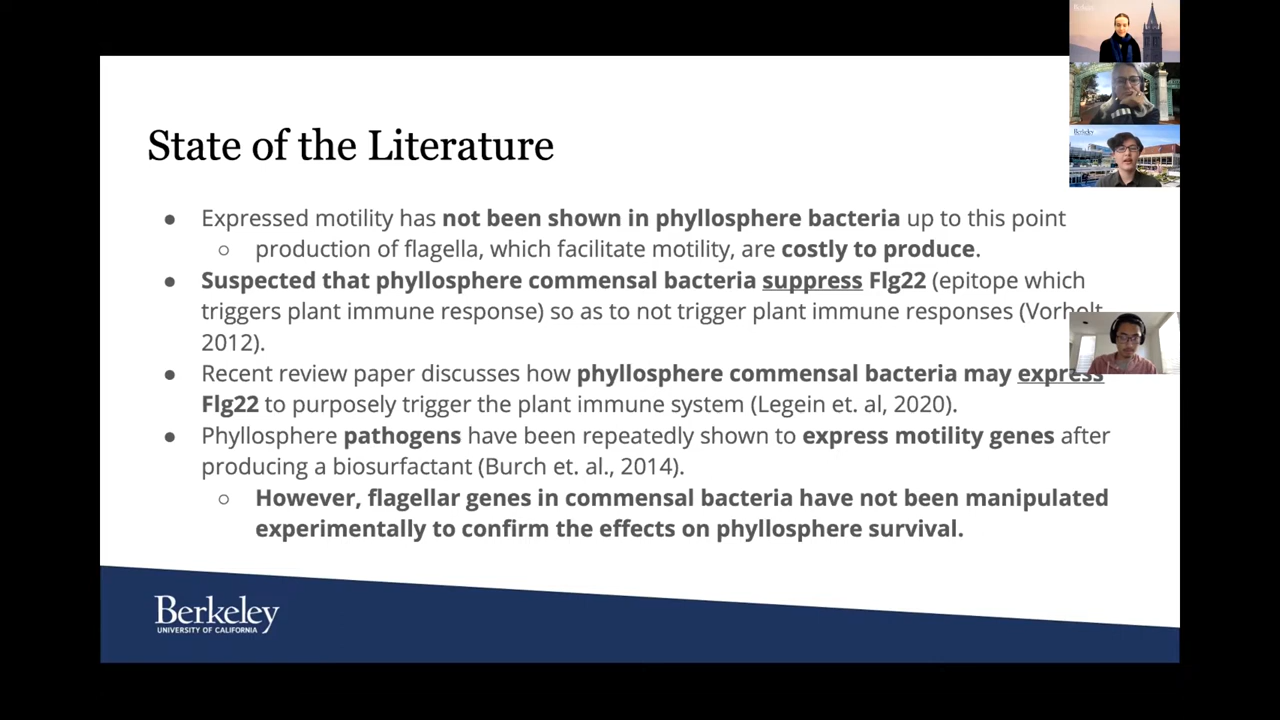 State of the Literature
● Expressed motility has not been shown in phyllosphere bacteria up to this point
○ production of flagella, which facilitate motility, are costly to produce.
● Suspected that phyllosphere commensal bacteria suppress Flg22 (epitope which
triggers plant immune response) so as to not trigger plant immune responses (Vorholt
2012).
● Recent review paper discusses how phyllosphere commensal bacteria may express
Flg22 to purposely trigger the plant immune system (Legein et. al, 2020).
● Phyllosphere pathogens have been repeatedly shown to express motility genes after
producing a biosurfactant (Burch et. al., 2014).
○ However, flagellar genes in commensal bacteria have not been manipulated
experimentally to confirm the effects on phyllosphere survival.
Berkeley
UNIVERSITY OF CALIFORNIA
Berkeley
Berkeley